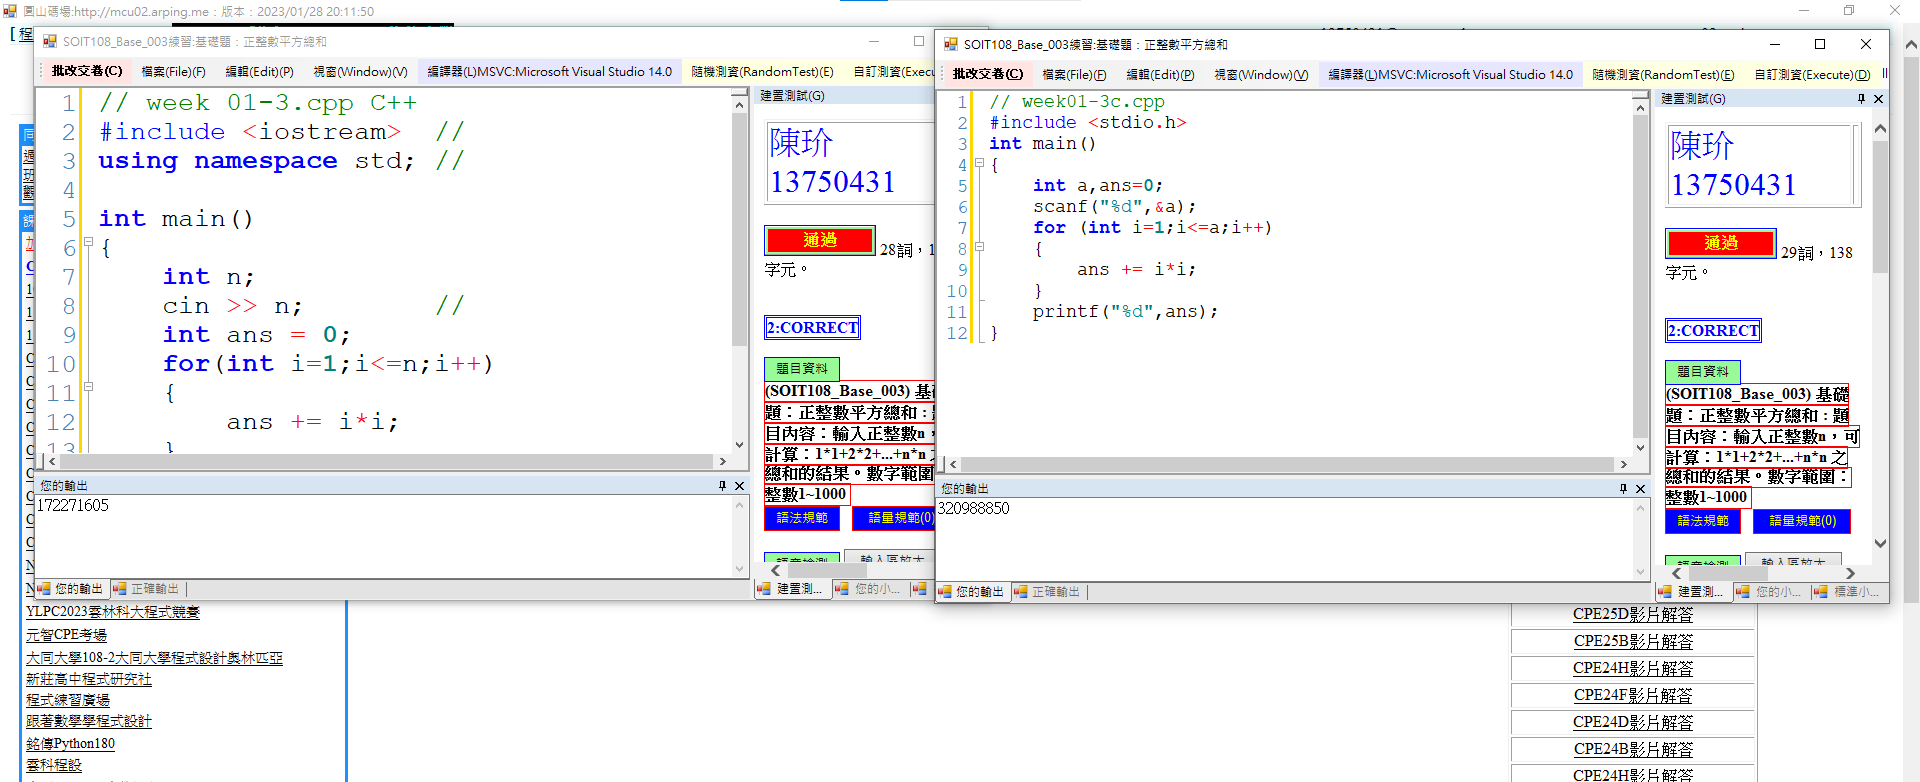 圓山碼場:http://mcu02.arping.me：版本：2023/01/28 20:11:50
[ 程
SOIT108_Base_003練習:基礎題：正整數平方總和
批改交卷(C) 檔案(File)(F) 編輯(Edit)(P) 視窗(Window)(V) 編譯器(L)MSVC:Microsoft Visual Studio 14.0 隨機測資(RandomTest)(E) 自訂測資(Execu
1 // week 01-3.cpp C++
2 #include <iostream> //
3 using namespace std; //
4
5 int main()
6 {
7 int n;
8 cin >> n; //
9 int ans = 0;
10 for(int i=1;i<=n;i++)
11 {
12 ans += i*i;
13 }
建置測試(G)
陳玠
13750431
通過 28詞，1
字元。
2:CORRECT
題目資料
(SOIT108_Base_003) 基礎
題：正整數平方總和：題
目內容：輸入正整數n，
計算：1*1+2*2+...+n*n 之
總和的結果。數字範圍
整數1~1000
語法規範 語量規範(0)
您的輸出
172271605
您的輸出 正確輸出
建置測... 您的小...
SOIT108_Base_003練習:基礎題：正整數平方總和
批改交卷(C) 檔案(File)(F) 編輯(Edit)(P) 視窗(Window)(V) 編譯器(L)MSVC:Microsoft Visual Studio 14.0 隨機測資(RandomTest)(E) 自訂測資(Execute)(D)
1 // week01-3c.cpp
2 #include <stdio.h>
3 int main()
4 {
5 int a,ans=0;
6 scanf("%d",&a);
7 for (int i=1;i<=a;i++)
8 {
9 ans += i*i;
10 }
11 printf("%d",ans);
12 }
建置測試(G)
陳玠
13750431
通過 29詞，138
字元。
2:CORRECT
題目資料
(SOIT108_Base_003) 基礎
題：正整數平方總和：題
目內容：輸入正整數n，可
計算：1*1+2*2+...+n*n 之
總和的結果。數字範圍：
整數1~1000
語法規範 語量規範(0)
輸入區放大
您的輸出
320988850
您的輸出 正確輸出
建置測... 您的小... 標準小...
YLPC2023雲林科大程式競賽
元智CPE考場
大同大學108-2大同大學程式設計奧林匹亞
新莊高中程式研究社
程式練習廣場
跟著數學學程式設計
銘傳Python180
雲科程設
CPE25D影片解答
CPE25B影片解答
CPE24H影片解答
CPE24F影片解答
CPE24D影片解答
CPE24B影片解答
CPE24H影片解答